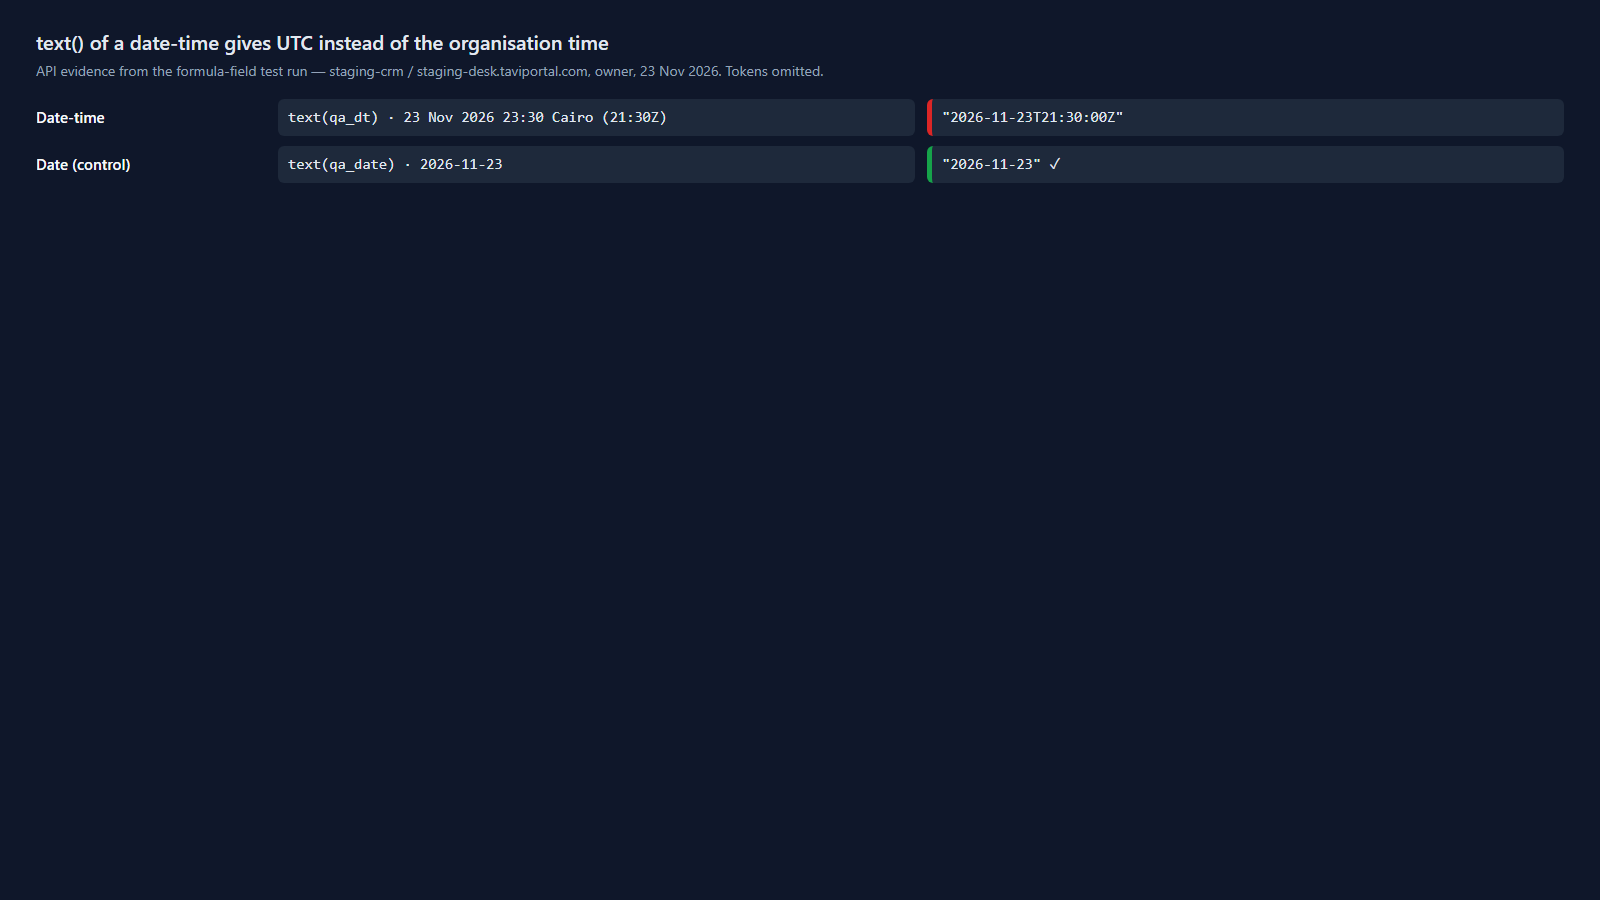 text() of a date-time gives UTC instead of the organisation time
API evidence from the formula-field test run — staging-crm / staging-desk.taviportal.com, owner, 23 Nov 2026. Tokens omitted.
Date-time text(qa_dt) · 23 Nov 2026 23:30 Cairo (21:30Z) "2026-11-23T21:30:00Z"
Date (control) text(qa_date) · 2026-11-23 "2026-11-23" ✓